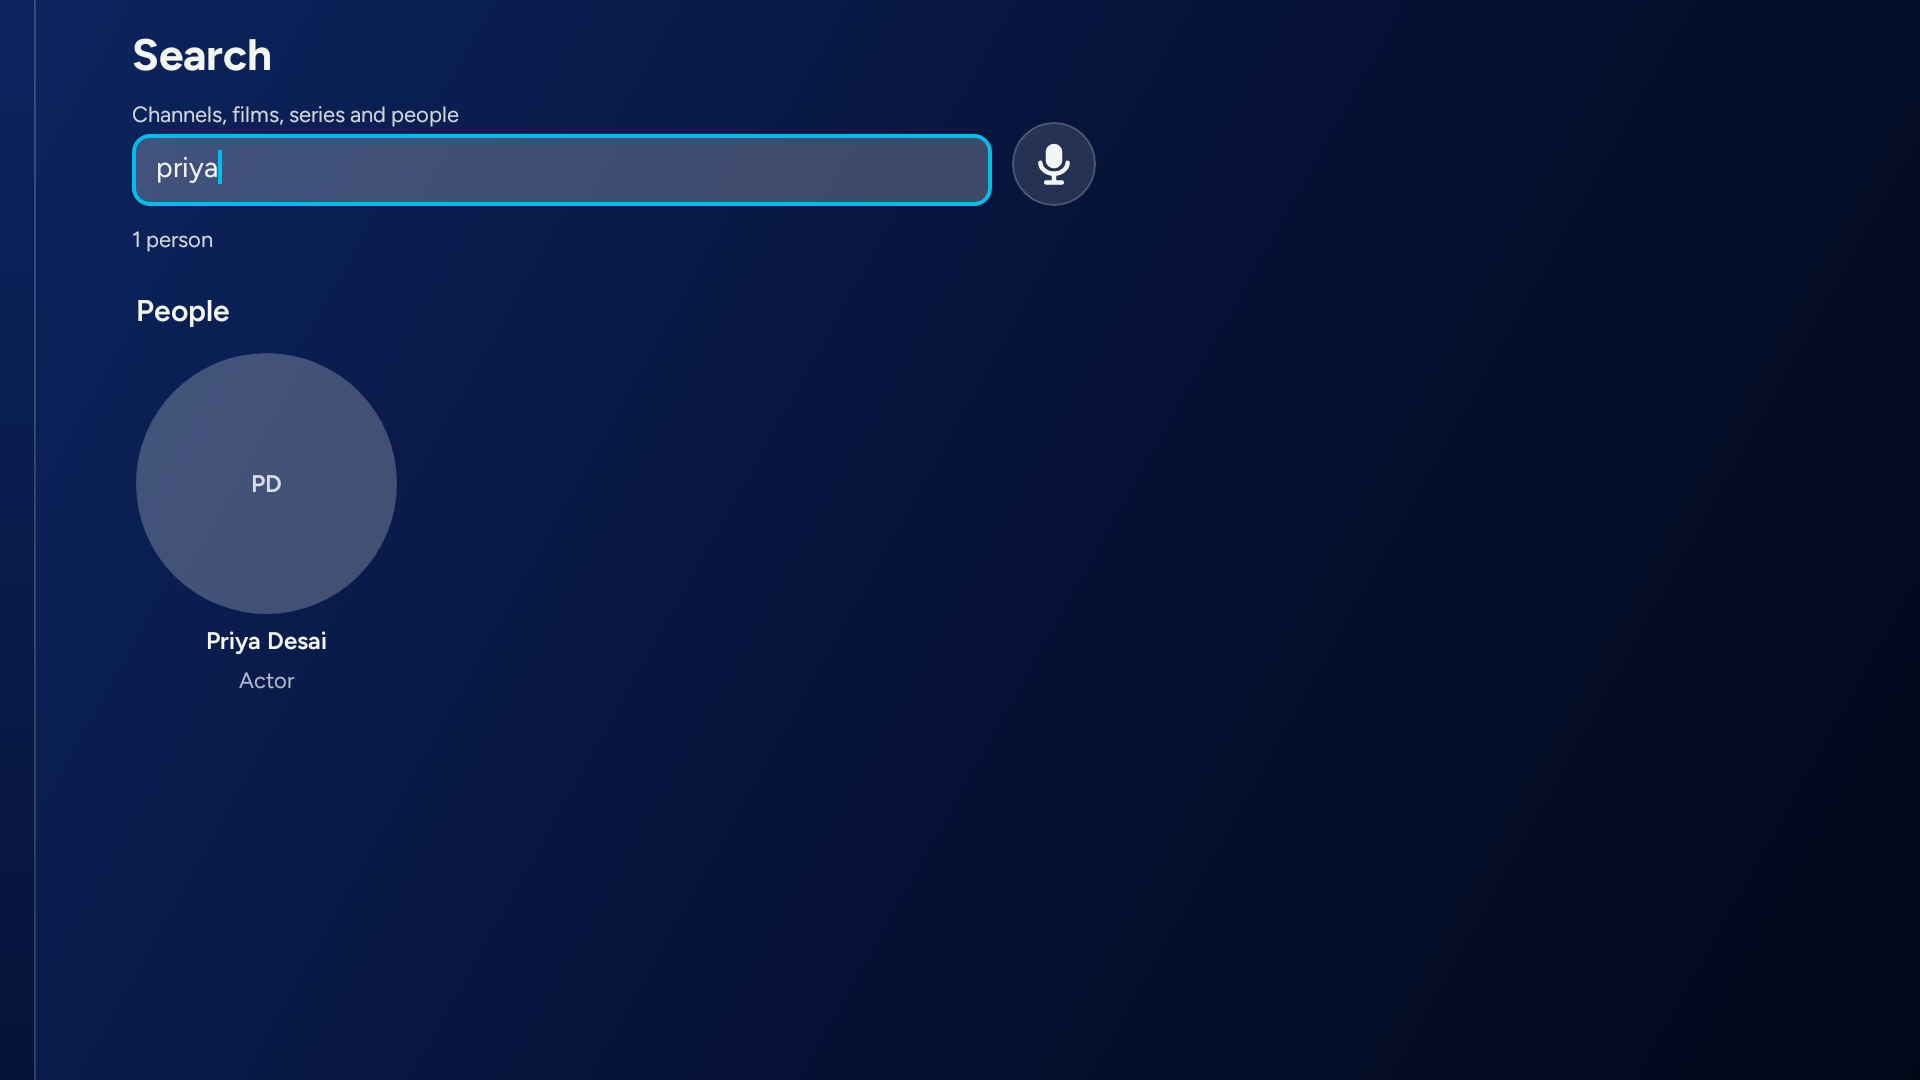 Search
Channels, films, series and people
priya
1 person
People
PD
Priya Desai
Actor